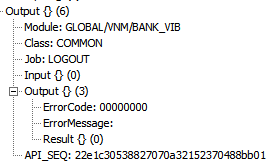 Output {} (6)
Module: GLOBAL/VNM/BANK_VIB
Class: COMMON
Job: LOGOUT
Input {} (0)
Output {} (3)
ErrorCode: 00000000
ErrorMessage:
Result {} (0)
API_SEQ: 22e1c30538827070a32152370488bb01